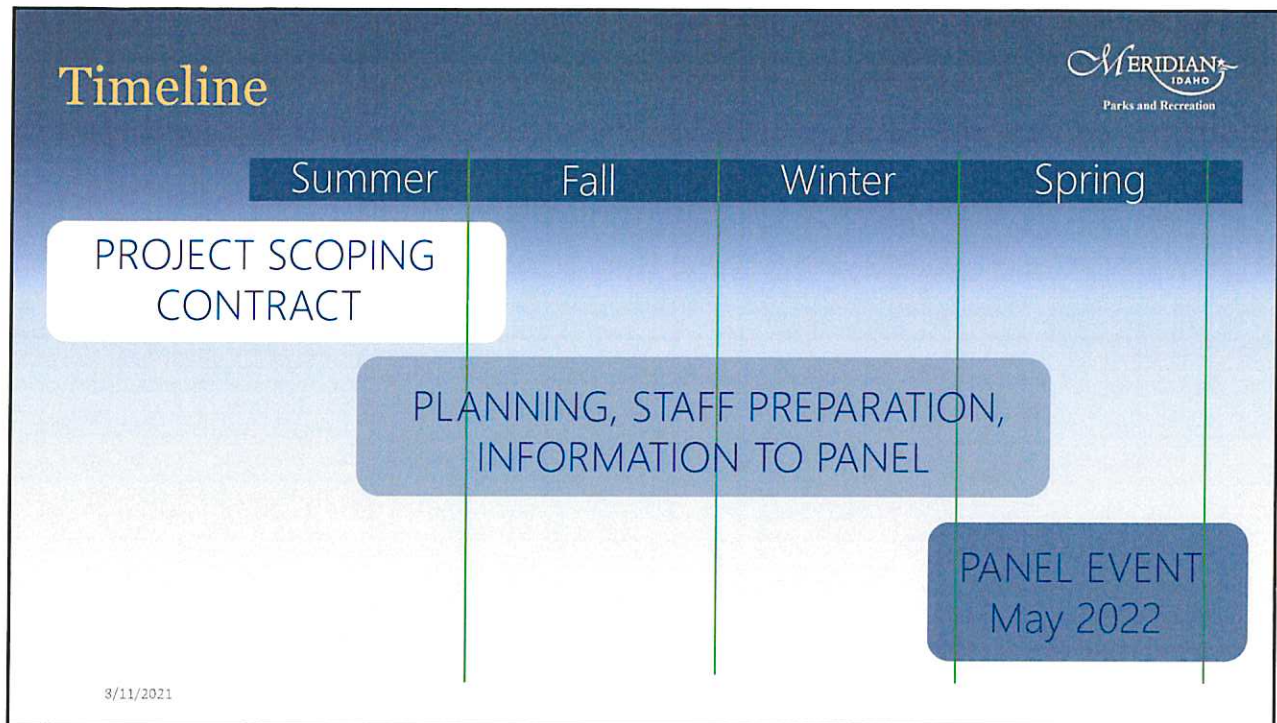 Timeline
MERIDIAN
IDAHO
Parks and Recreation
Summer Fall Winter Spring
PROJECT SCOPING
CONTRACT
PLANNING, STAFF PREPARATION,
INFORMATION TO PANEL
PANEL EVENT
May 2022
3/11/2021